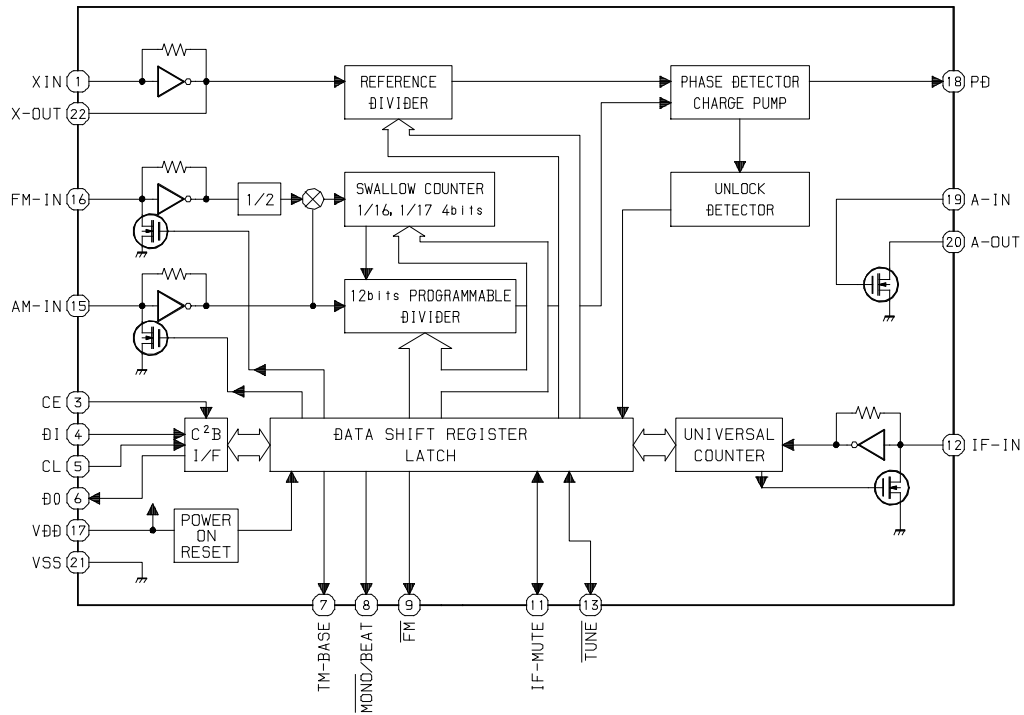 XIN 1
REFERENCE
DIVIDER
PHASE DETECTOR
CHARGE PUMP
18 PD
X-OUT 22
FM-IN 16
1/2
SWALLOW COUNTER
1/16, 1/17 4bits
UNLOCK
DETECTOR
19 A-IN
20 A-OUT
AM-IN 15
12bits PROGRAMMABLE
DIVIDER
CE 3
DI 4
CL 5
DO 6
VDD 17
VSS 21
C²B
I/F
DATA SHIFT REGISTER
LATCH
UNIVERSAL
COUNTER
12 IF-IN
POWER
ON
RESET
7
8
9
11
13
TM-BASE
M̅O̅N̅O̅/BEAT
F̅M̅
IF-MUTE
T̅U̅N̅E̅